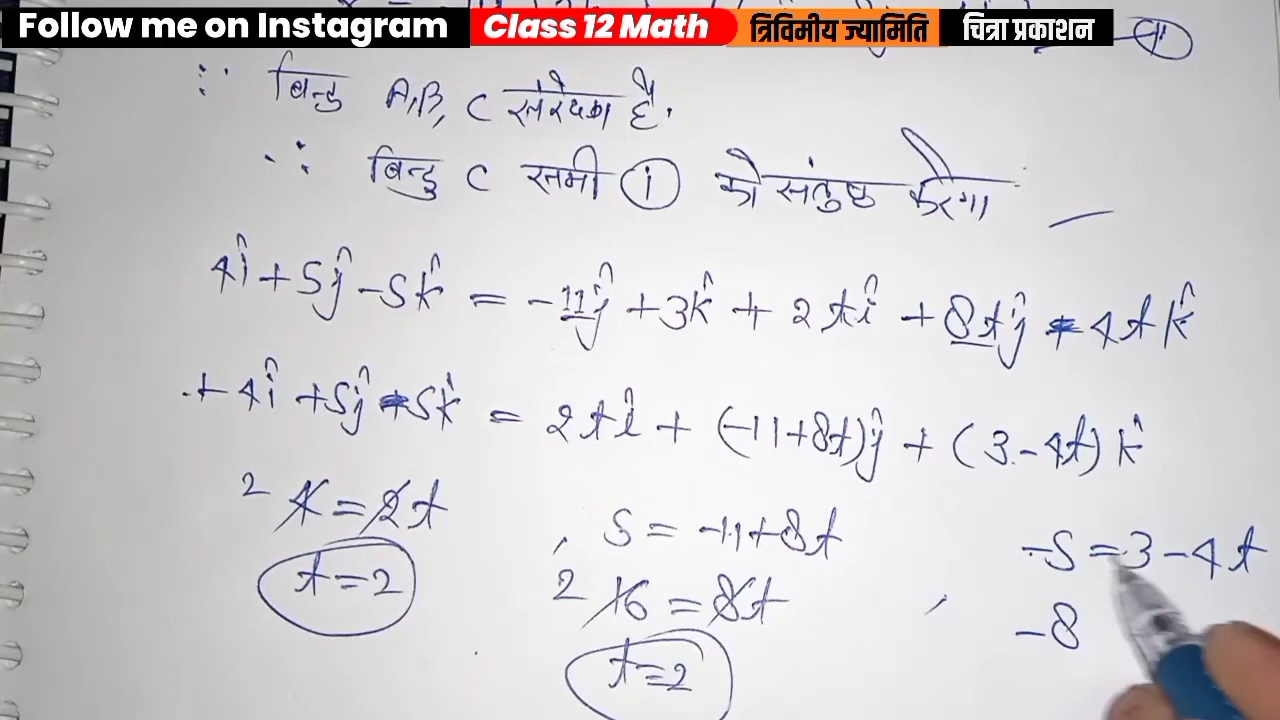 Follow me on Instagram Class 12 Math त्रिविमीय ज्यामिति चित्रा प्रकाशन
∵ बिन्दु A, B, C संरेखा है.
∴ बिन्दु C समी (i) को संतुष्ट करेगा
4î + 5ĵ - 5k̂ = -11ĵ + 3k̂ + 2tî + 8tĵ - 4tk̂
+ 4î + 5ĵ - 5k̂ = 2tî + (-11+8t)ĵ + (3-4t)k̂
2 4 = 2t , 5 = -11+8t , -5 = 3-4t
t=2 2 16 = 8t -8
t=2